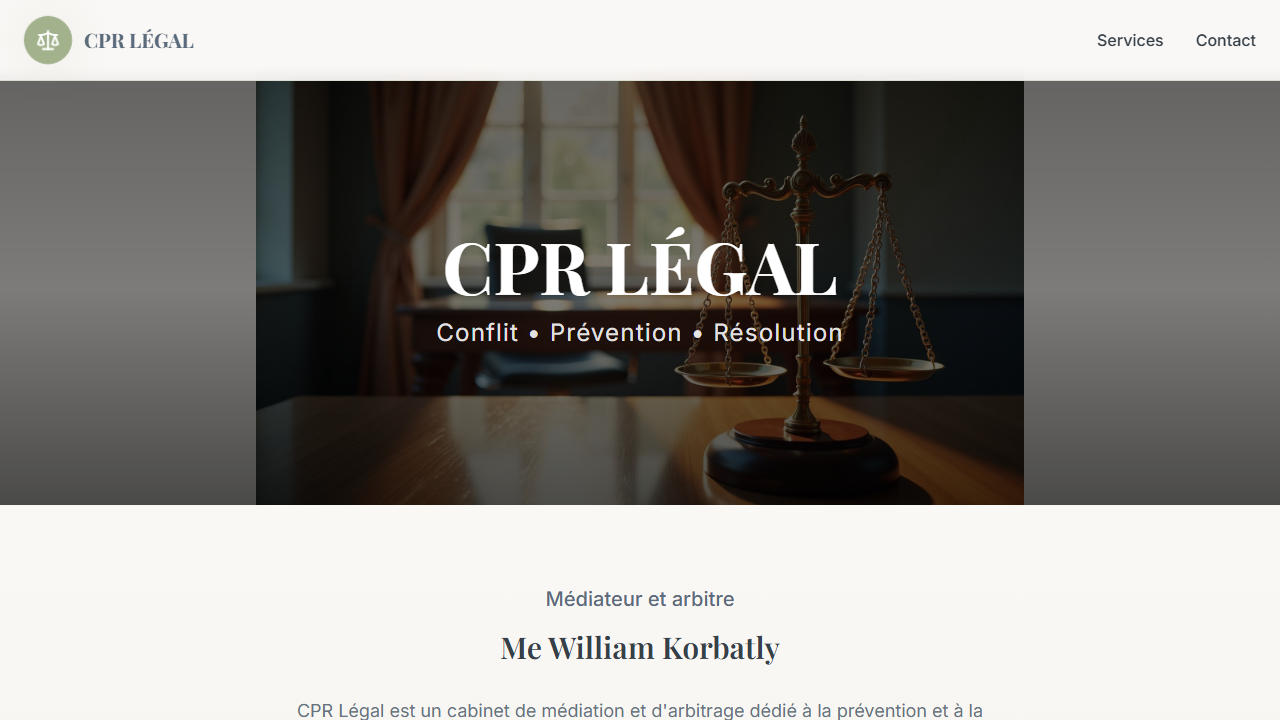 CPR LÉGAL
Services
Contact
CPR LÉGAL
Conflit • Prévention • Résolution
Médiateur et arbitre
Me William Korbatly
CPR Légal est un cabinet de médiation et d'arbitrage dédié à la prévention et à la